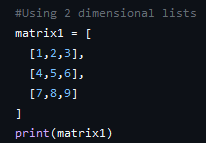 #Using 2 dimensional lists
matrix1 = [
  [1,2,3],
  [4,5,6],
  [7,8,9]
]
print(matrix1)